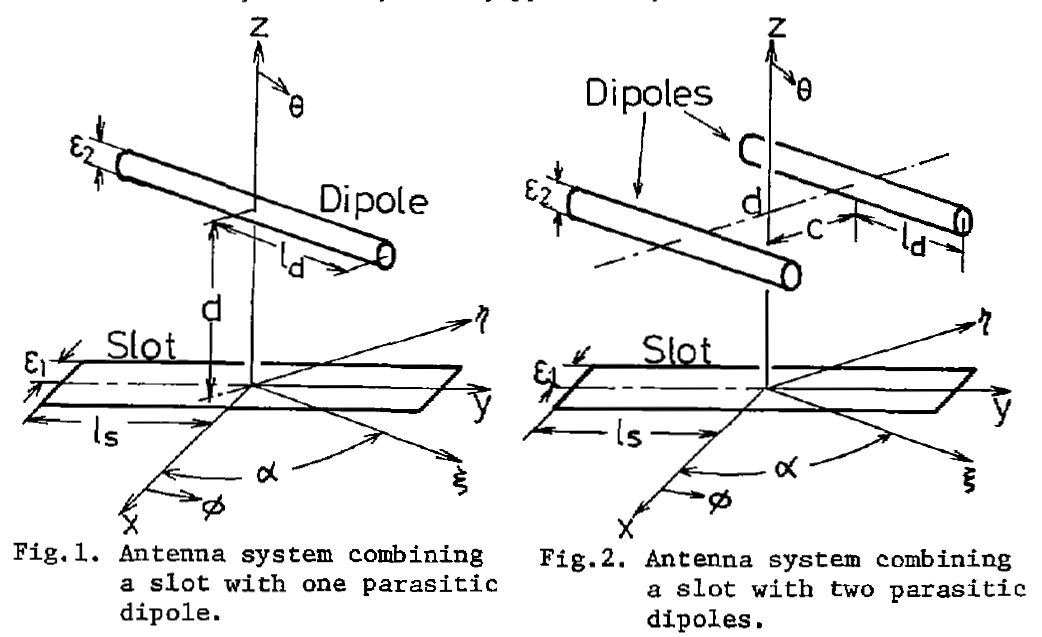 Z
θ
ε2
Dipole
ld
d
Slot
ε1
η
y
ls
α
ξ
φ
x
Fig.1. Antenna system combining
a slot with one parasitic
dipole.
Z
θ
Dipoles
ε2
d
c
ld
Slot
ε1
η
y
ls
α
ξ
φ
x
Fig.2. Antenna system combining
a slot with two parasitic
dipoles.